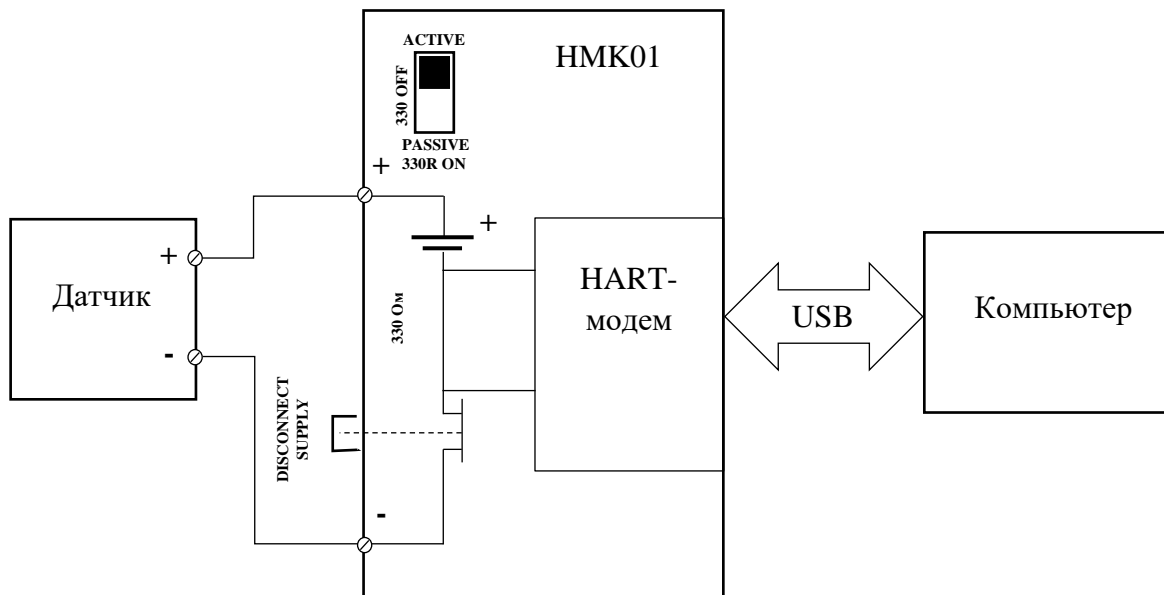 ACTIVE
330 OFF
PASSIVE
330R ON
HMK01
+
+
Датчик
+
-
330 Ом
HART-
модем
USB
Компьютер
DISCONNECT
SUPPLY
-